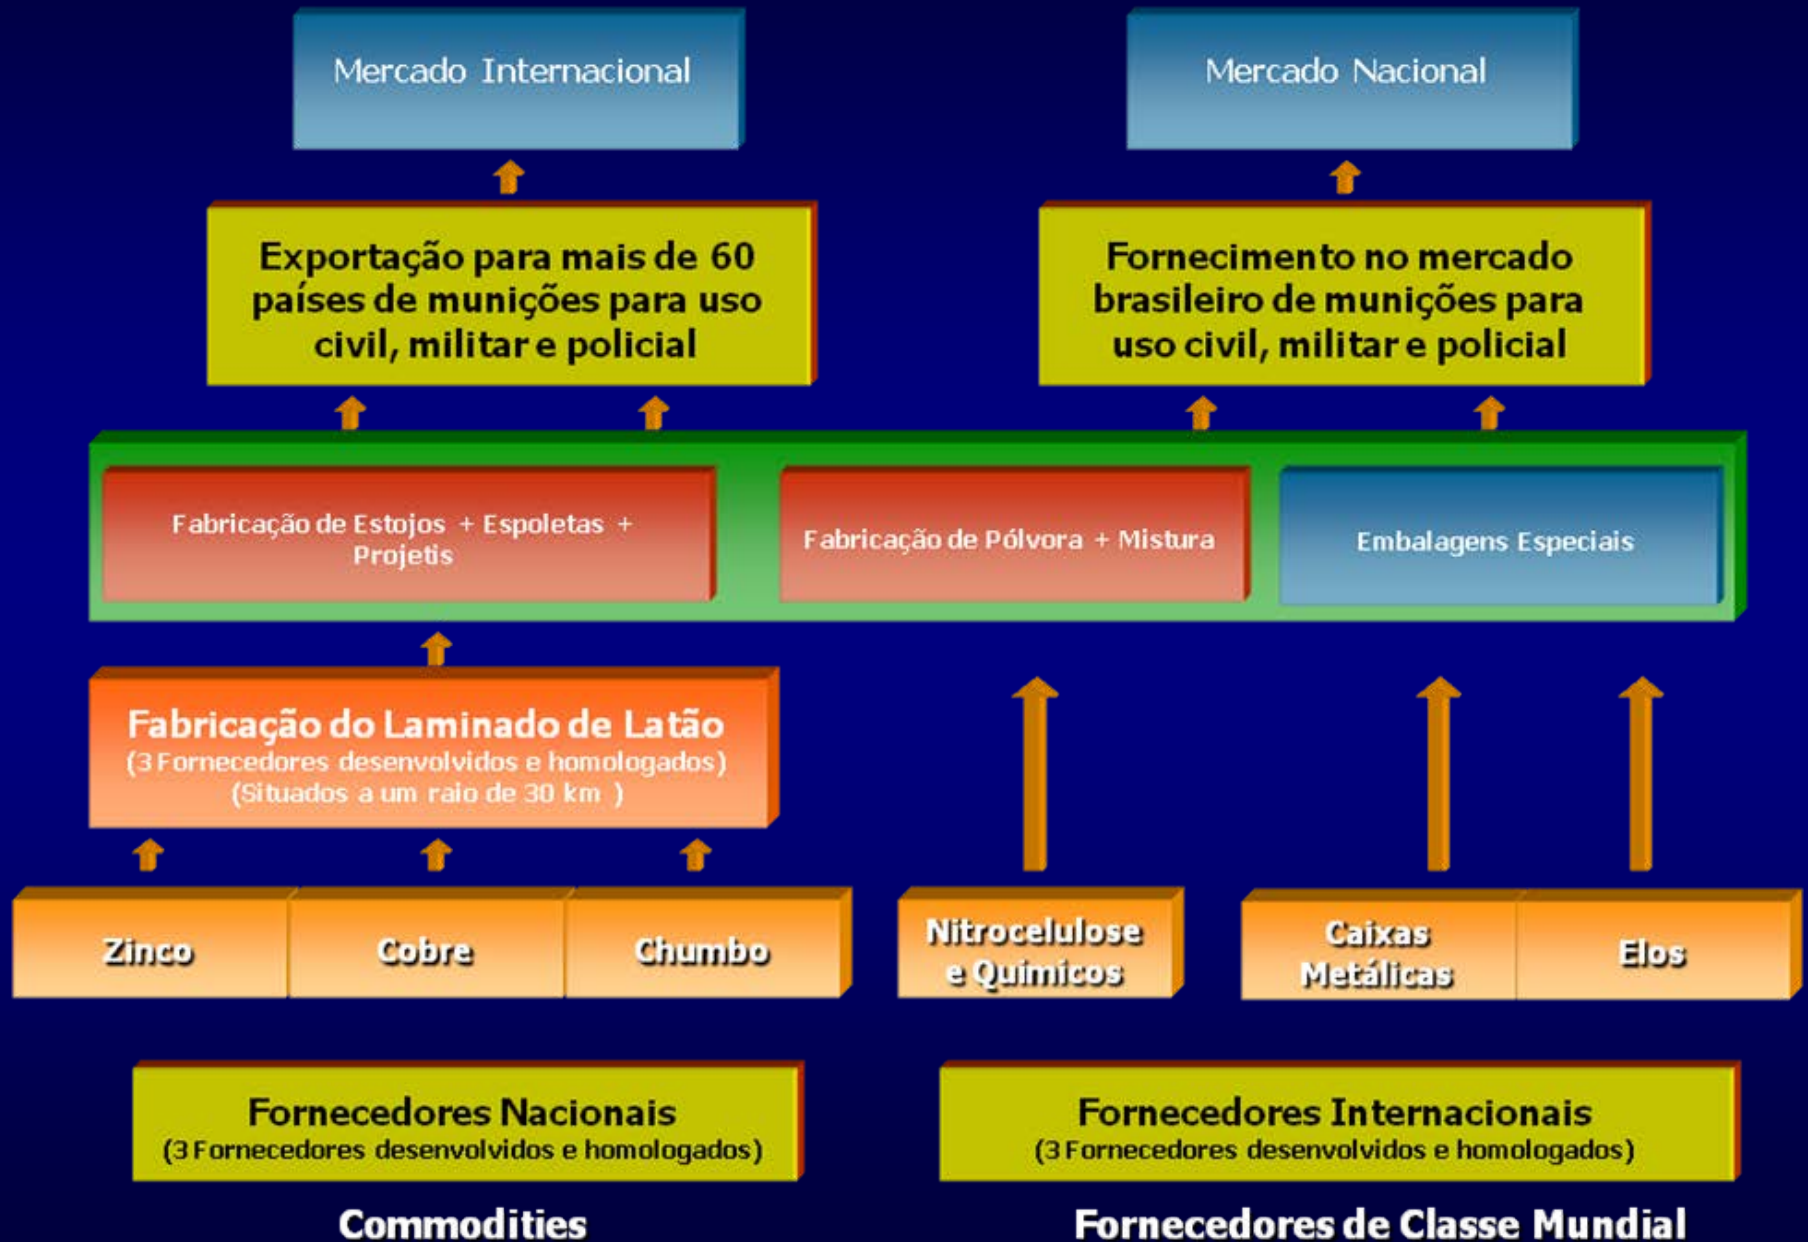 Mercado Internacional
Mercado Nacional
Exportação para mais de 60
países de munições para uso
civil, militar e policial
Fornecimento no mercado
brasileiro de munições para
uso civil, militar e policial
Fabricação de Estojos + Espoletas +
Projetis
Fabricação de Pólvora + Mistura
Embalagens Especiais
Fabricação do Laminado de Latão
(3 Fornecedores desenvolvidos e homologados)
(Situados a um raio de 30 km )
Zinco
Cobre
Chumbo
Nitrocelulose
e Químicos
Caixas
Metálicas
Elos
Fornecedores Nacionais
(3 Fornecedores desenvolvidos e homologados)
Fornecedores Internacionais
(3 Fornecedores desenvolvidos e homologados)
Commodities
Fornecedores de Classe Mundial